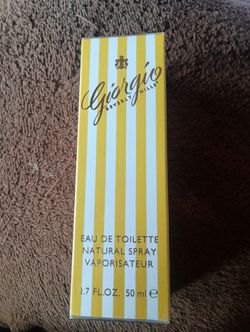 Giorgio
BEVERLY HILLS
EAU DE TOILETTE
NATURAL SPRAY
VAPORISATEUR
1.7 FL.OZ. 50 ml e